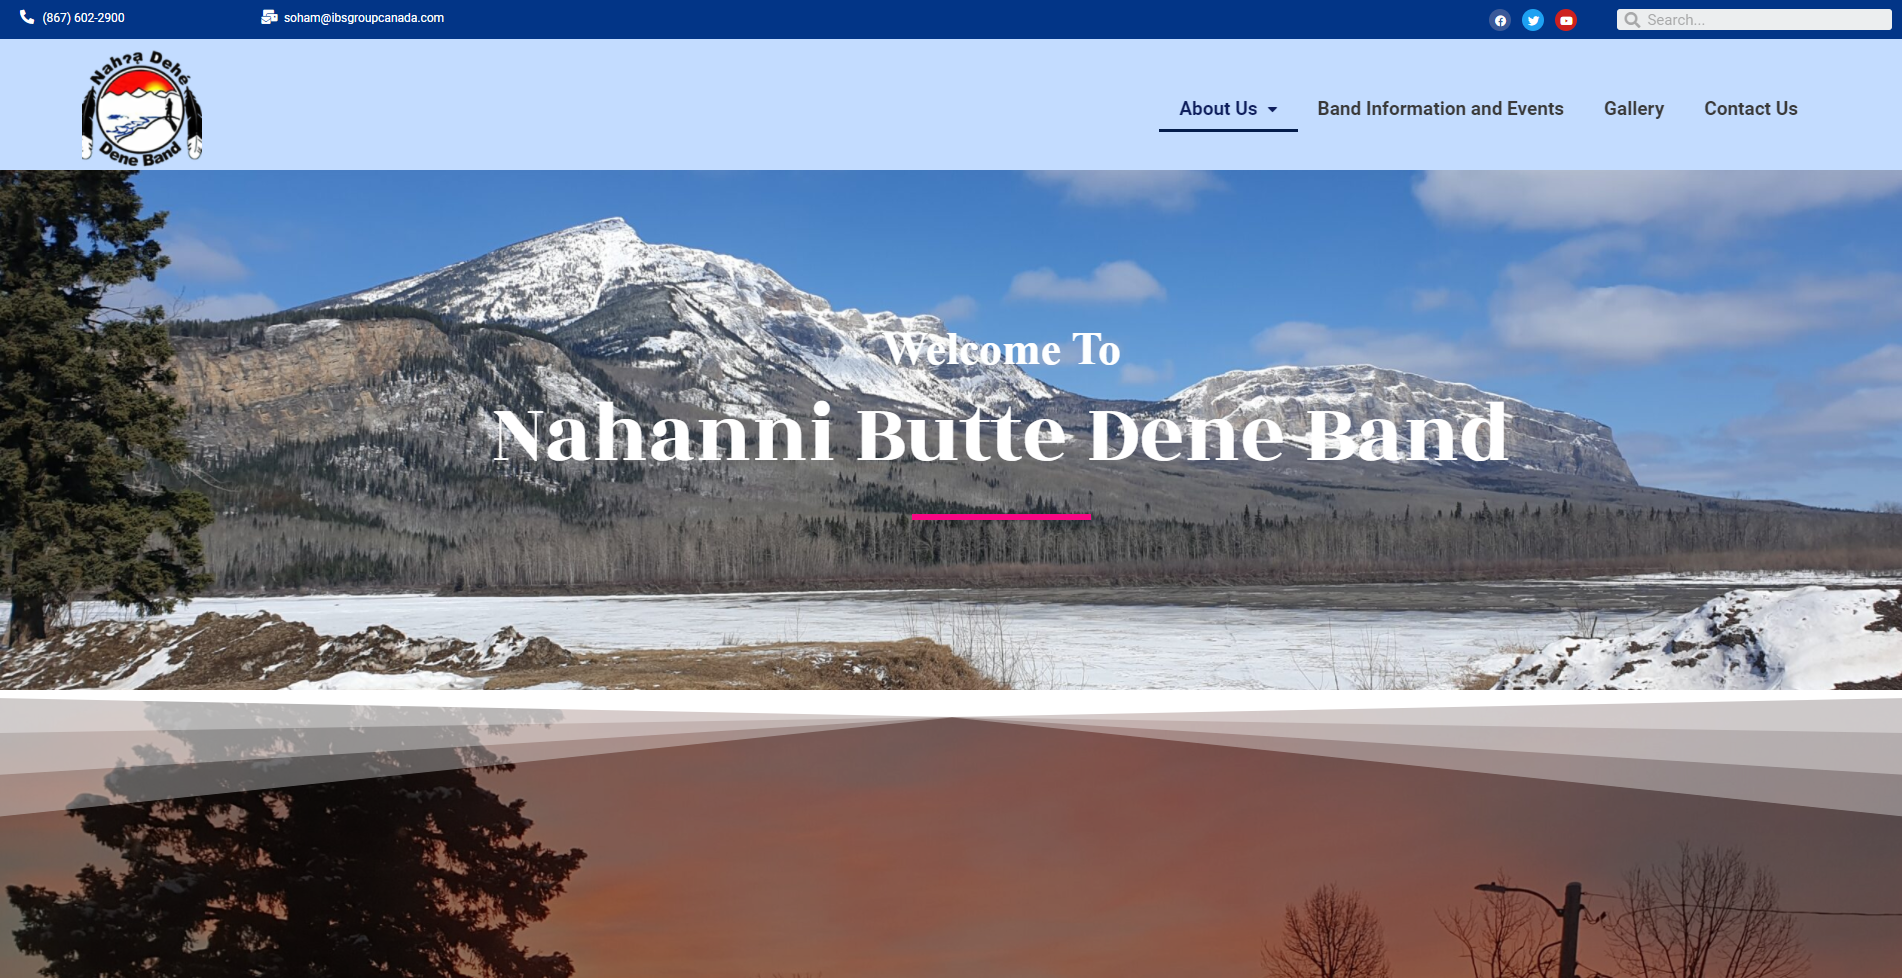 (867) 602-2900
soham@ibsgroupcanada.com
Search...
Nahɂą Dehé
Dene Band
About Us
Band Information and Events
Gallery
Contact Us
Welcome To
Nahanni Butte Dene Band